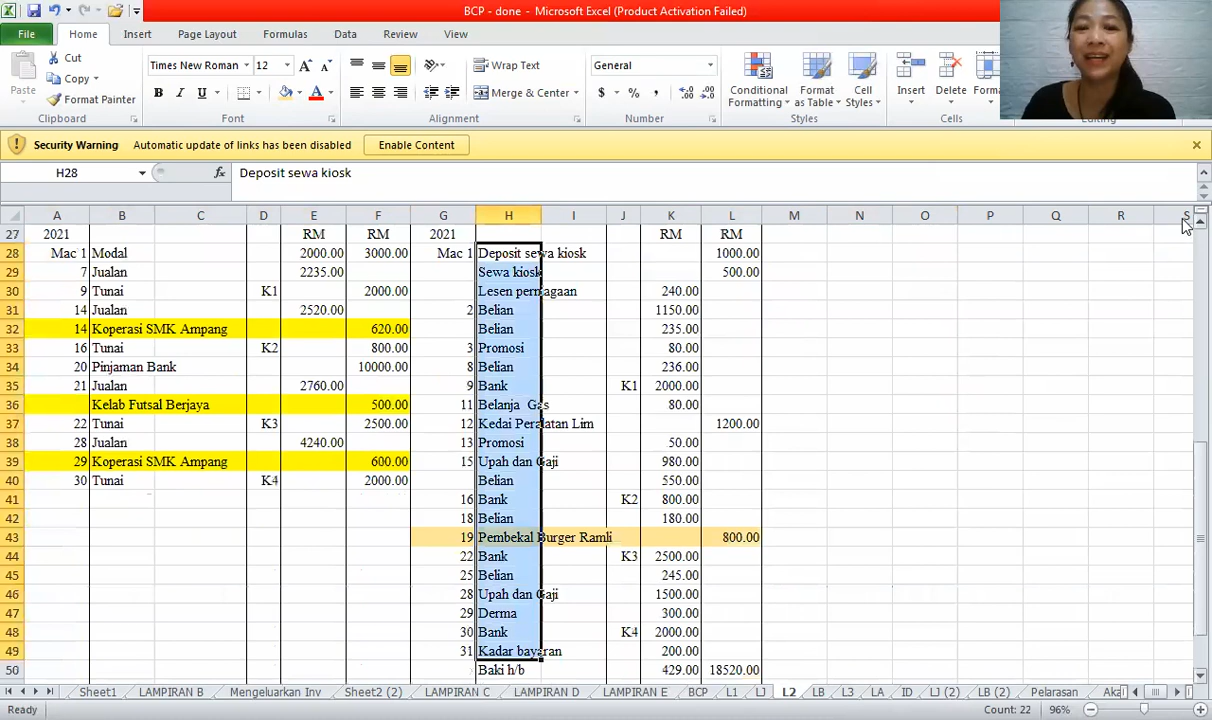 BCP - done - Microsoft Excel (Product Activation Failed)
File Home Insert Page Layout Formulas Data Review View
Cut
Copy
Format Painter
Paste
Clipboard
Times New Roman 12
Font
Wrap Text
Merge & Center
Alignment
General
$ % ,
Number
Conditional Formatting
Format as Table
Cell Styles
Styles
Insert Delete
Cells
Editing
Security Warning Automatic update of links has been disabled Enable Content
H28 fx Deposit sewa kiosk
A B C D E F G H I J K L M N O P Q R S
27 2021 RM RM 2021 RM RM
28 Mac 1 Modal 2000.00 3000.00 Mac 1 Deposit sewa kiosk 1000.00
29 7 Jualan 2235.00 Sewa kiosk 500.00
30 9 Tunai K1 2000.00 Lesen perniagaan 240.00
31 14 Jualan 2520.00 2 Belian 1150.00
32 14 Koperasi SMK Ampang 620.00 Belian 235.00
33 16 Tunai K2 800.00 3 Promosi 80.00
34 20 Pinjaman Bank 10000.00 8 Belian 236.00
35 21 Jualan 2760.00 9 Bank K1 2000.00
36 Kelab Futsal Berjaya 500.00 11 Belanja Gas 80.00
37 22 Tunai K3 2500.00 12 Kedai Peralatan Lim 1200.00
38 28 Jualan 4240.00 13 Promosi 50.00
39 29 Koperasi SMK Ampang 600.00 15 Upah dan Gaji 980.00
40 30 Tunai K4 2000.00 Belian 550.00
41 16 Bank K2 800.00
42 18 Belian 180.00
43 19 Pembekal Burger Ramli 800.00
44 22 Bank K3 2500.00
45 25 Belian 245.00
46 28 Upah dan Gaji 1500.00
47 29 Derma 300.00
48 30 Bank K4 2000.00
49 31 Kadar bayaran 200.00
50 Baki h/b 429.00 18520.00
Sheet1 LAMPIRAN B Mengeluarkan Inv Sheet2 (2) LAMPIRAN C LAMPIRAN D LAMPIRAN E BCP L1 LJ L2 LB L3 LA ID LJ (2) LB (2) Pelarasan
Ready Count: 22 96%